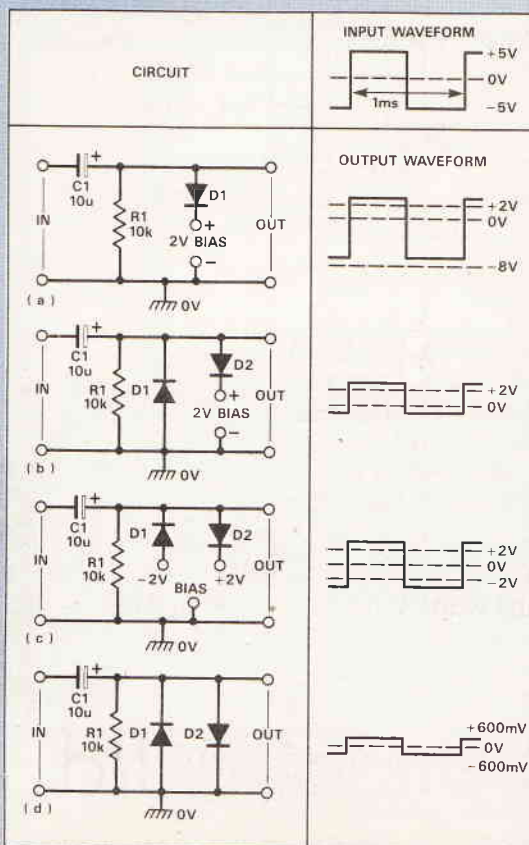 CIRCUIT
INPUT WAVEFORM
+5V
0V
1ms
−5V
OUTPUT WAVEFORM
+
C1
10u
IN
R1
10k
D1
+
2V BIAS
−
OUT
0V
(a)
+2V
0V
−8V
+
C1
10u
IN
R1
10k
D1
D2
+
2V BIAS
−
OUT
0V
(b)
+2V
0V
+
C1
10u
IN
R1
10k
D1
D2
−2V
+2V
BIAS
OUT
0V
(c)
+2V
0V
−2V
+
C1
10u
IN
R1
10k
D1
D2
OUT
0V
(d)
+600mV
0V
−600mV